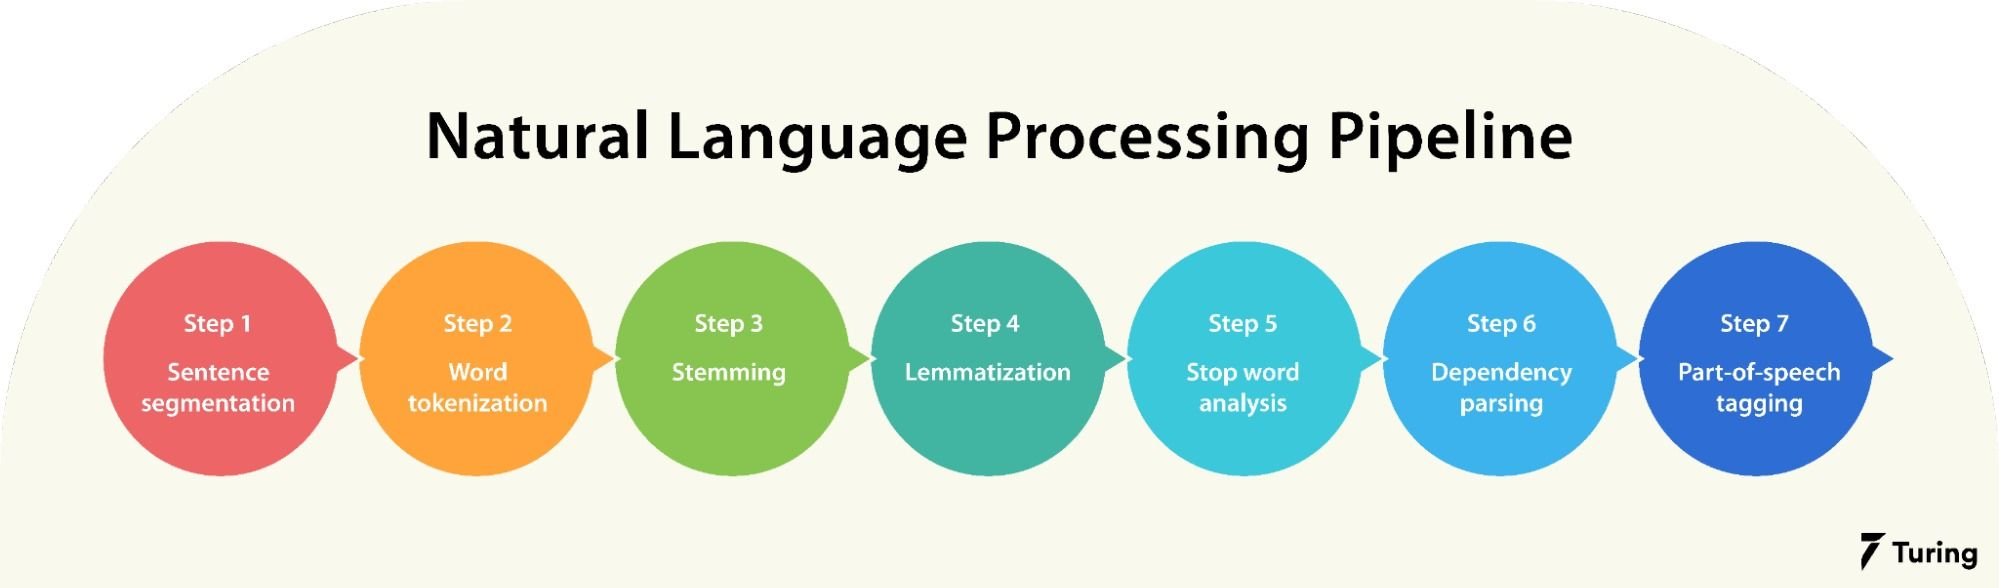 Natural Language Processing Pipeline
Step 1
Sentence
segmentation
Step 2
Word
tokenization
Step 3
Stemming
Step 4
Lemmatization
Step 5
Stop word
analysis
Step 6
Dependency
parsing
Step 7
Part-of-speech
tagging
Turing